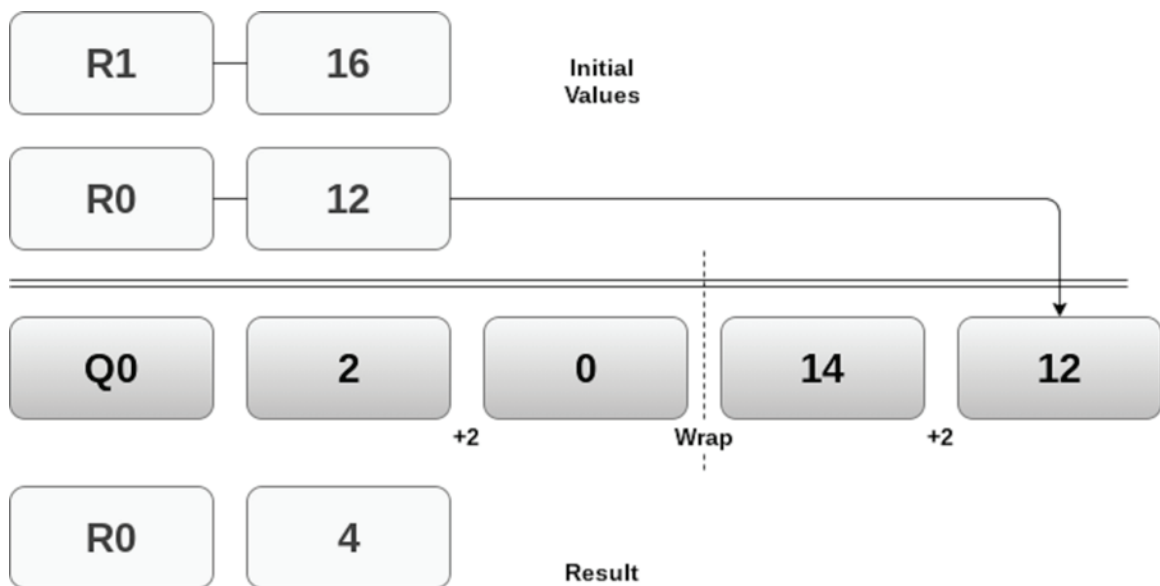 R1
16
Initial
Values
R0
12
Q0
2
0
14
12
+2
Wrap
+2
R0
4
Result